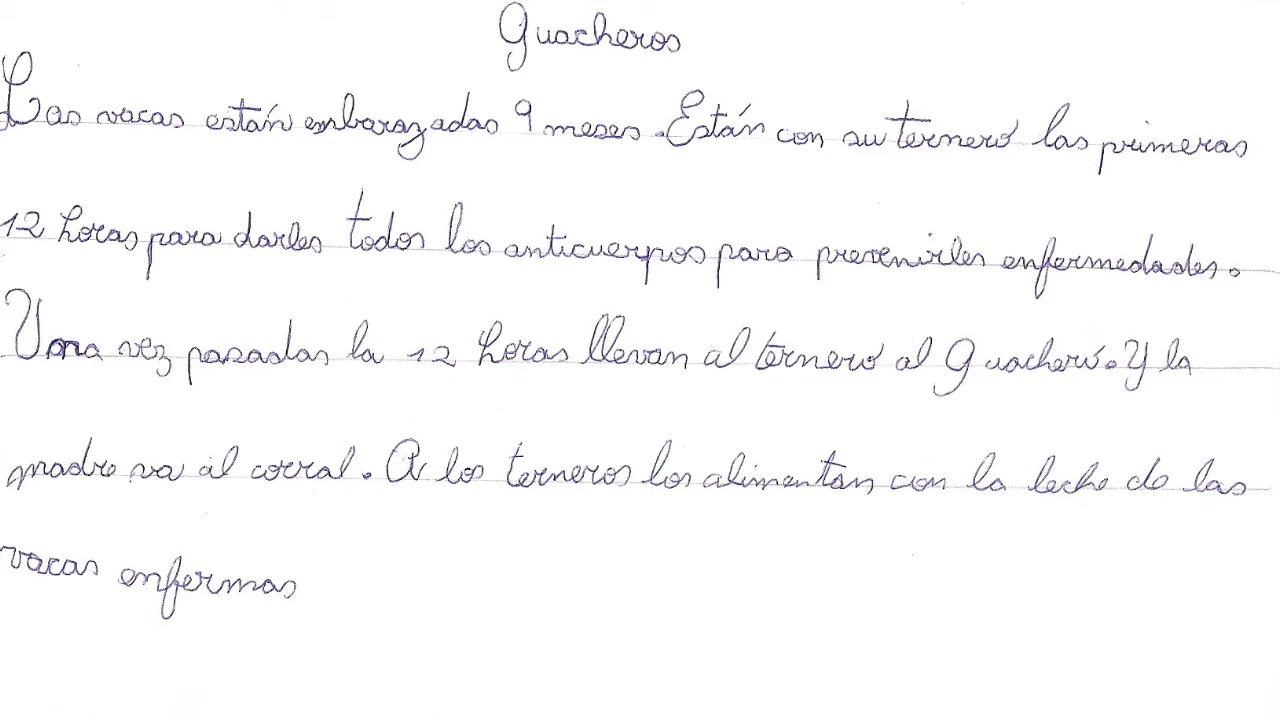 Guacheros
Las vacas están embarazadas 9 meses. Están con su ternero las primeras
12 horas para darles todos los anticuerpos para prevenirles enfermedades.
Una vez pasadas la 12 horas llevan al ternero al Guachero. Y la
madre va al corral. A los terneros los alimentan con la leche de las
vacas enfermas